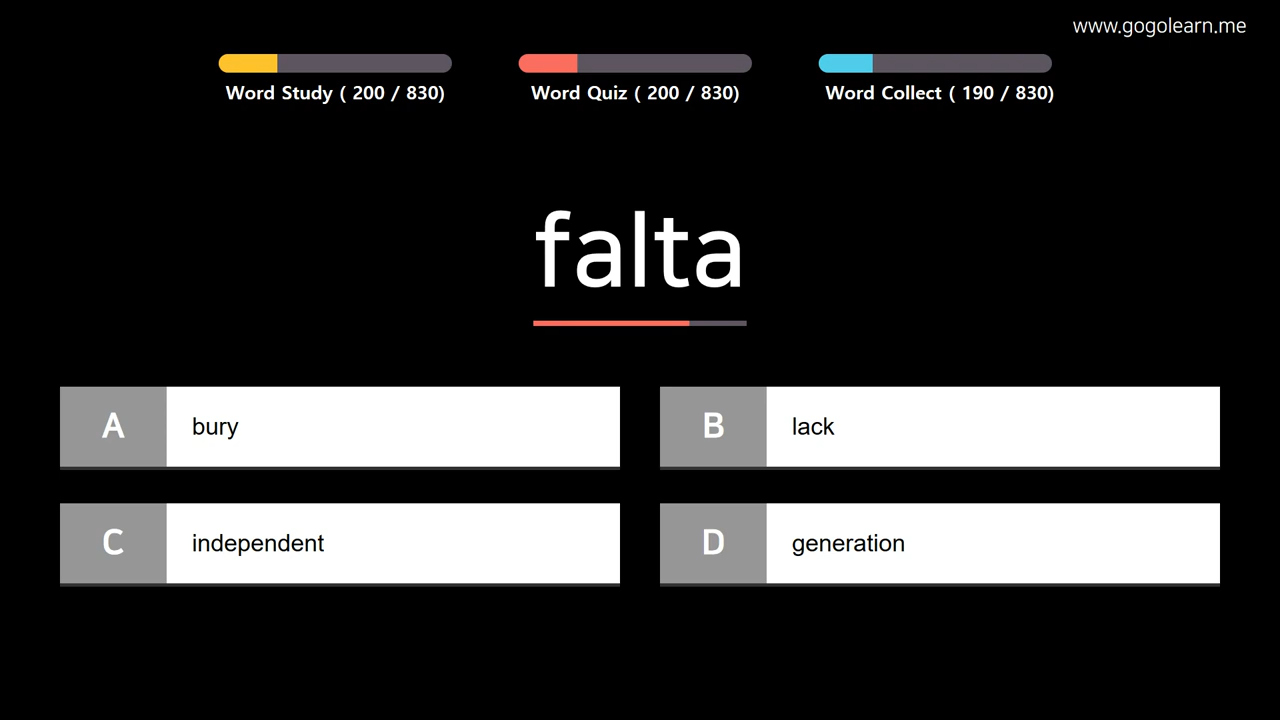 www.gogolearn.me
Word Study ( 200 / 830)
Word Quiz ( 200 / 830)
Word Collect ( 190 / 830)
falta
A bury
B lack
C independent
D generation